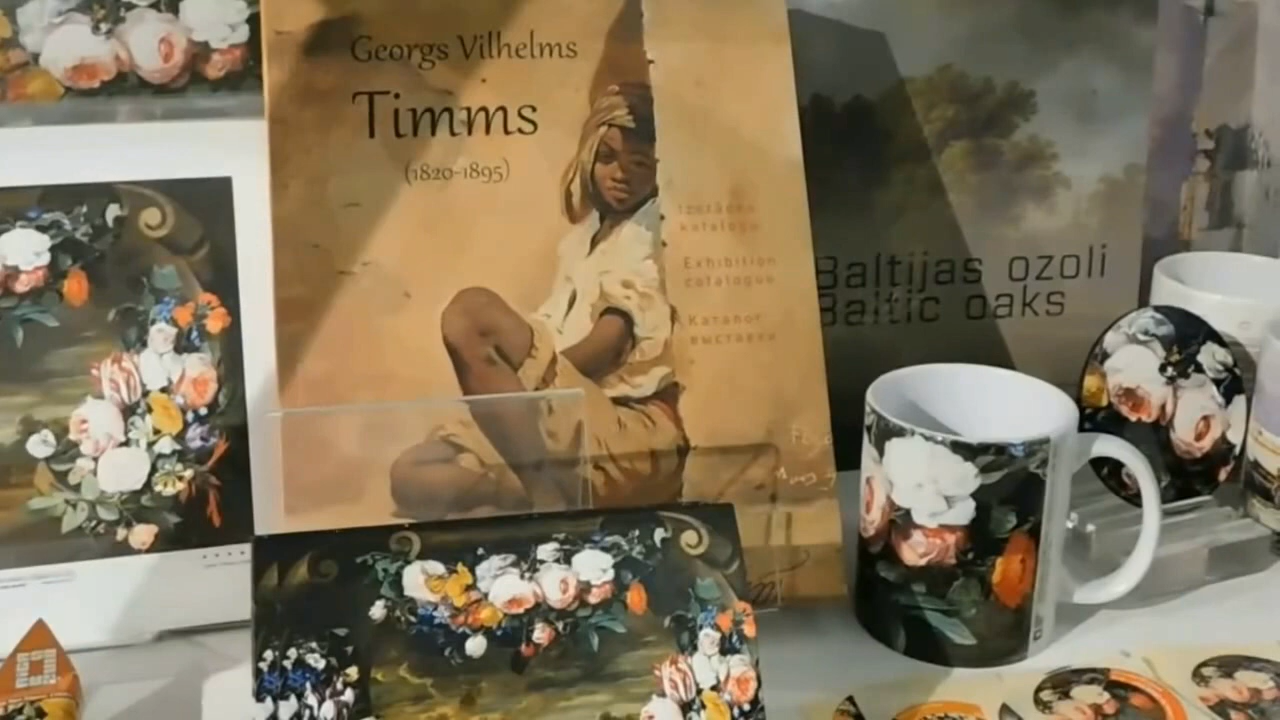 Georgs Vilhelms
Timms
(1820-1895)
Izstādes
katalogs
Exhibition
catalogue
Каталог
выставки
Baltijas ozoli
Baltic oaks